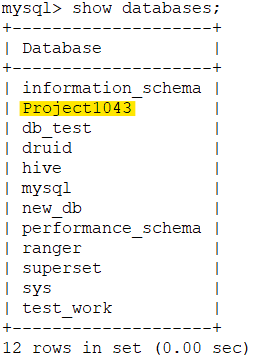 mysql> show databases;
+--------------------+
| Database           |
+--------------------+
| information_schema |
| Project1043        |
| db_test            |
| druid              |
| hive               |
| mysql              |
| new_db             |
| performance_schema |
| ranger             |
| superset           |
| sys                |
| test_work          |
+--------------------+
12 rows in set (0.00 sec)